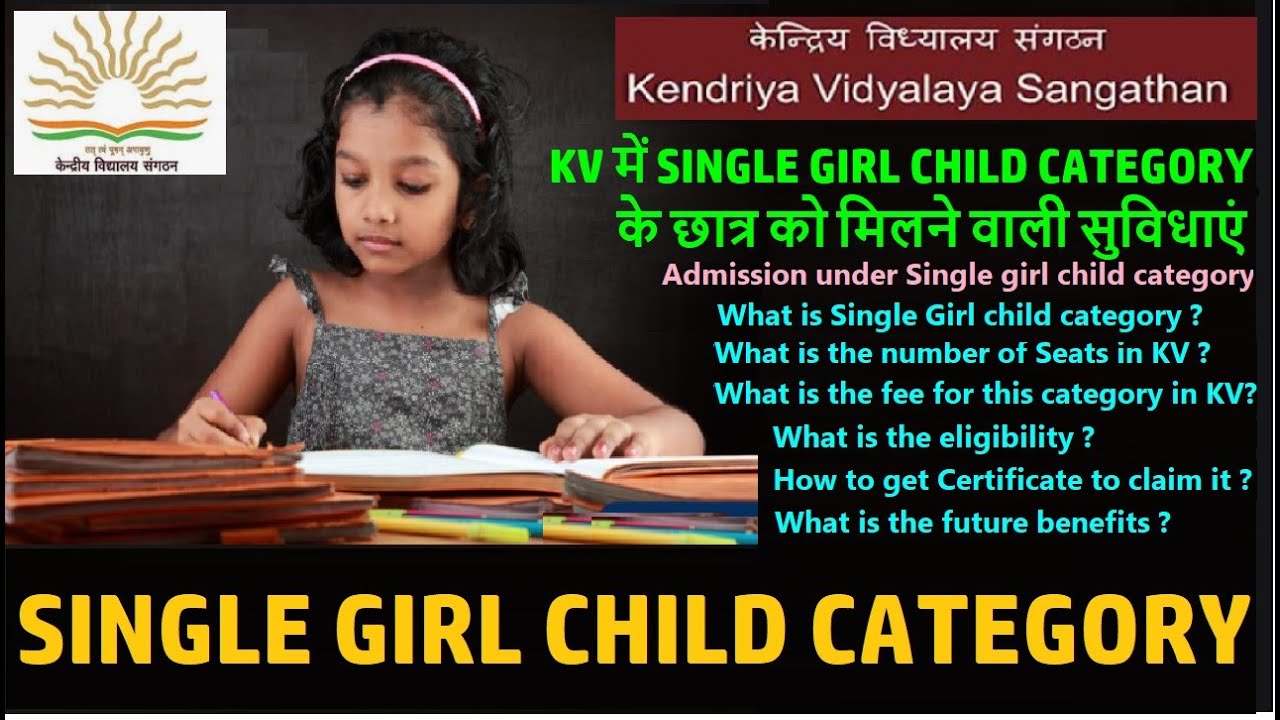 सत् त्वं पूषन् अपावृणु
केन्द्रीय विद्यालय संगठन
केन्द्रिय विध्यालय संगठन
Kendriya Vidyalaya Sangathan
KV में SINGLE GIRL CHILD CATEGORY
के छात्र को मिलने वाली सुविधाएं
Admission under Single girl child category
What is Single Girl child category ?
What is the number of Seats in KV ?
What is the fee for this category in KV?
What is the eligibility ?
How to get Certificate to claim it ?
What is the future benefits ?
SINGLE GIRL CHILD CATEGORY